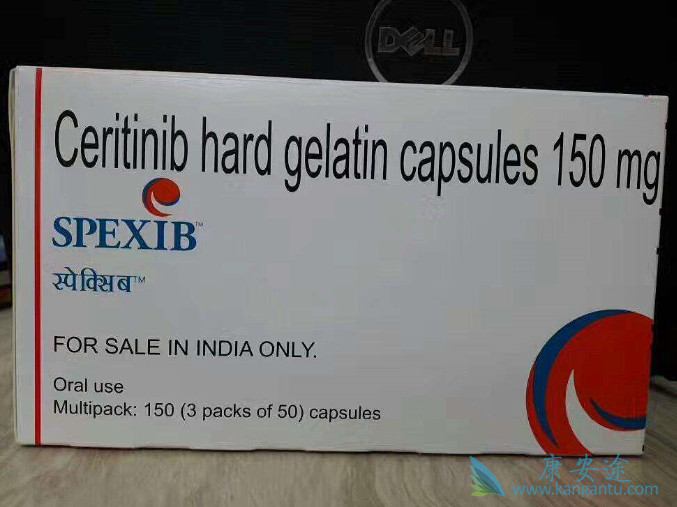 DELL
Ceritinib hard gelatin capsules 150 mg
SPEXIB™
स्पेक्सिब™
FOR SALE IN INDIA ONLY.
Oral use
Multipack: 150 (3 packs of 50) capsules
康安途
www.kangantu.com